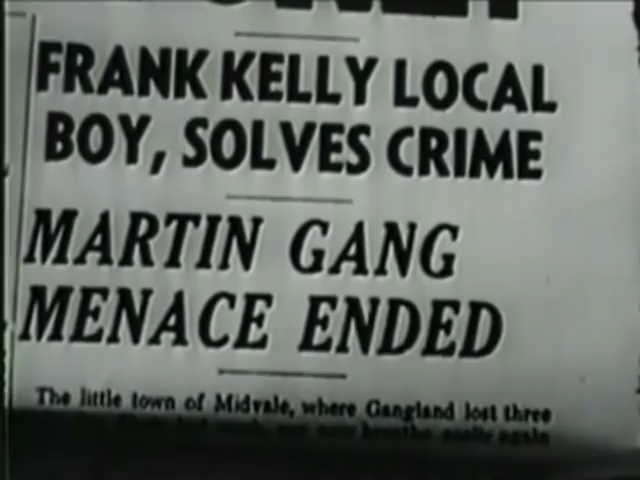 FRANK KELLY LOCAL
BOY, SOLVES CRIME
MARTIN GANG
MENACE ENDED
The little town of Midvale, where Gangland lost three